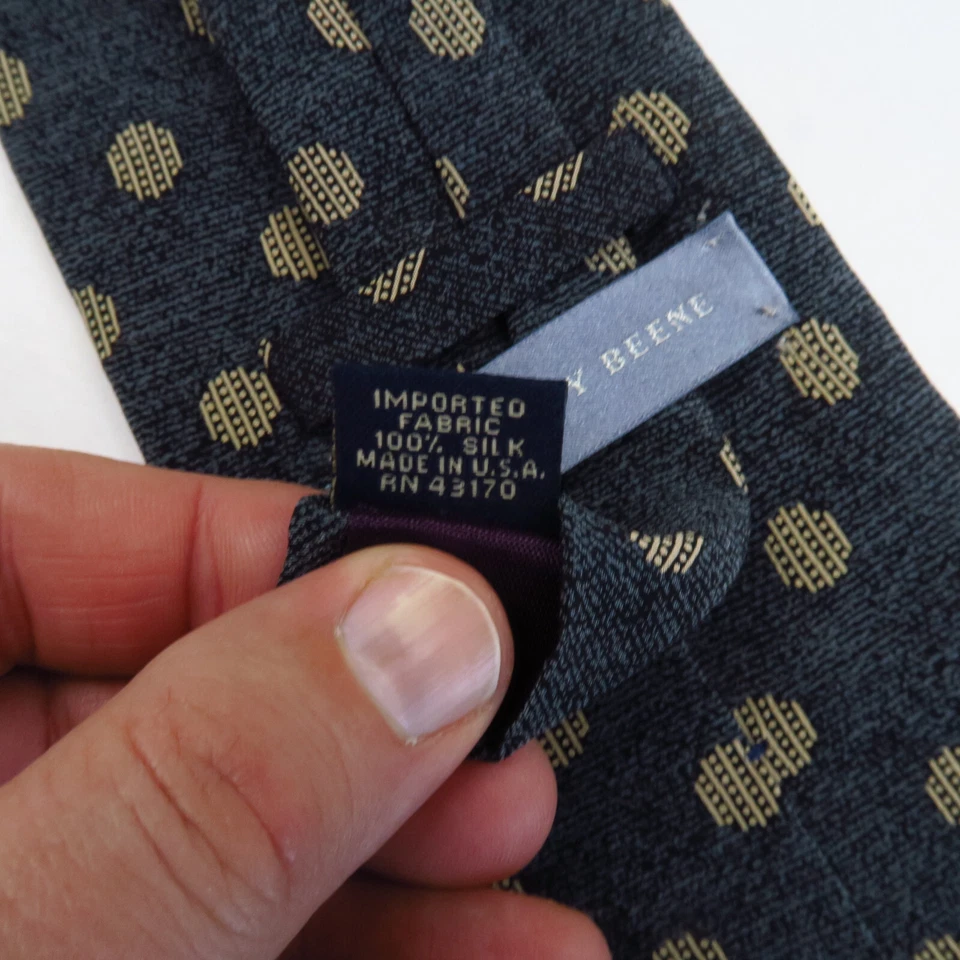 Y BEENE
IMPORTED
FABRIC
100% SILK
MADE IN U.S.A.
RN 43170